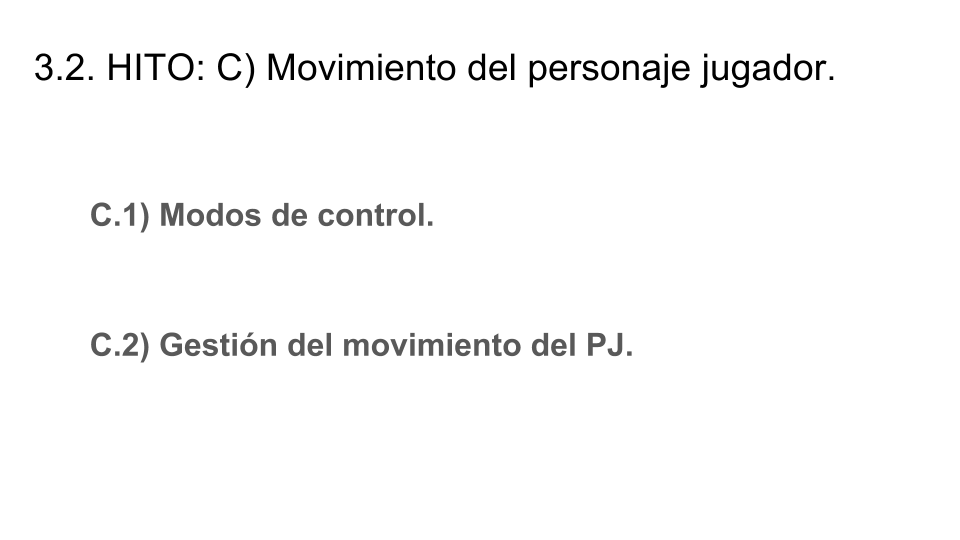 3.2. HITO: C) Movimiento del personaje jugador.
C.1) Modos de control.
C.2) Gestión del movimiento del PJ.